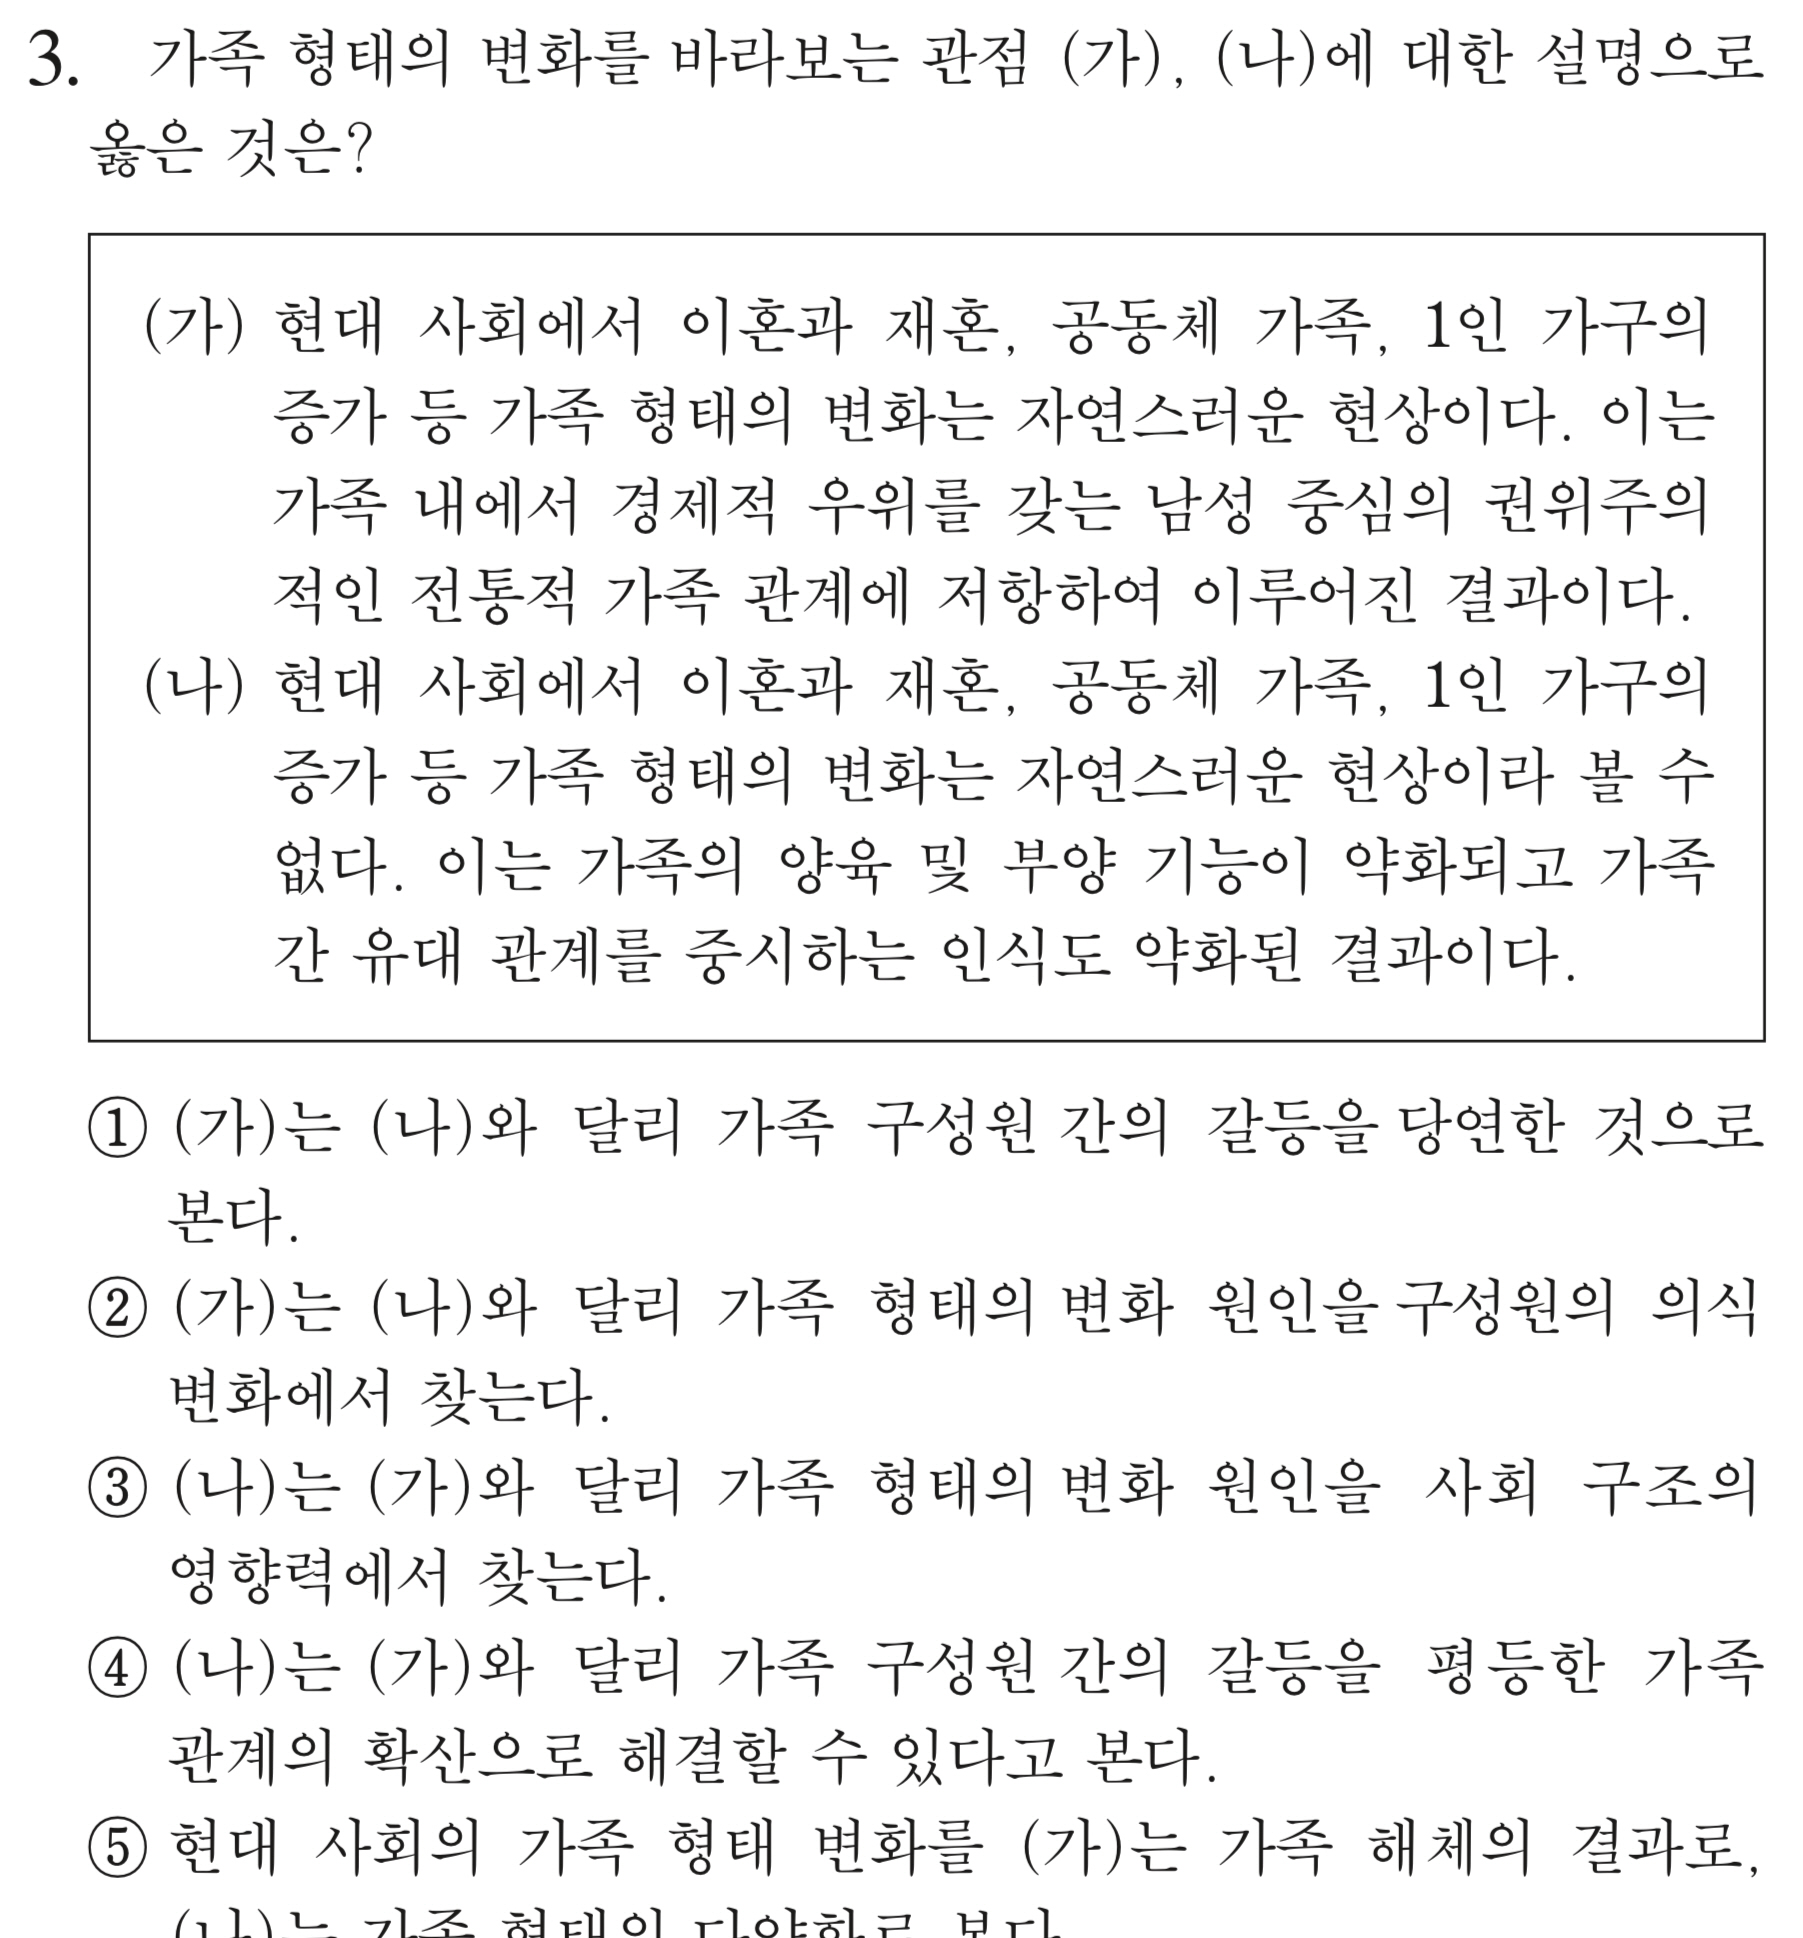 3. 가족 형태의 변화를 바라보는 관점 (가), (나)에 대한 설명으로
옳은 것은?
(가) 현대 사회에서 이혼과 재혼, 공동체 가족, 1인 가구의
증가 등 가족 형태의 변화는 자연스러운 현상이다. 이는
가족 내에서 경제적 우위를 갖는 남성 중심의 권위주의
적인 전통적 가족 관계에 저항하여 이루어진 결과이다.
(나) 현대 사회에서 이혼과 재혼, 공동체 가족, 1인 가구의
증가 등 가족 형태의 변화는 자연스러운 현상이라 볼 수
없다. 이는 가족의 양육 및 부양 기능이 약화되고 가족
간 유대 관계를 중시하는 인식도 약화된 결과이다.
① (가)는 (나)와 달리 가족 구성원 간의 갈등을 당연한 것으로
본다.
② (가)는 (나)와 달리 가족 형태의 변화 원인을 구성원의 의식
변화에서 찾는다.
③ (나)는 (가)와 달리 가족 형태의 변화 원인을 사회 구조의
영향력에서 찾는다.
④ (나)는 (가)와 달리 가족 구성원 간의 갈등을 평등한 가족
관계의 확산으로 해결할 수 있다고 본다.
⑤ 현대 사회의 가족 형태 변화를 (가)는 가족 해체의 결과로,
(나)는 가족 형태의 다양화로 본다.